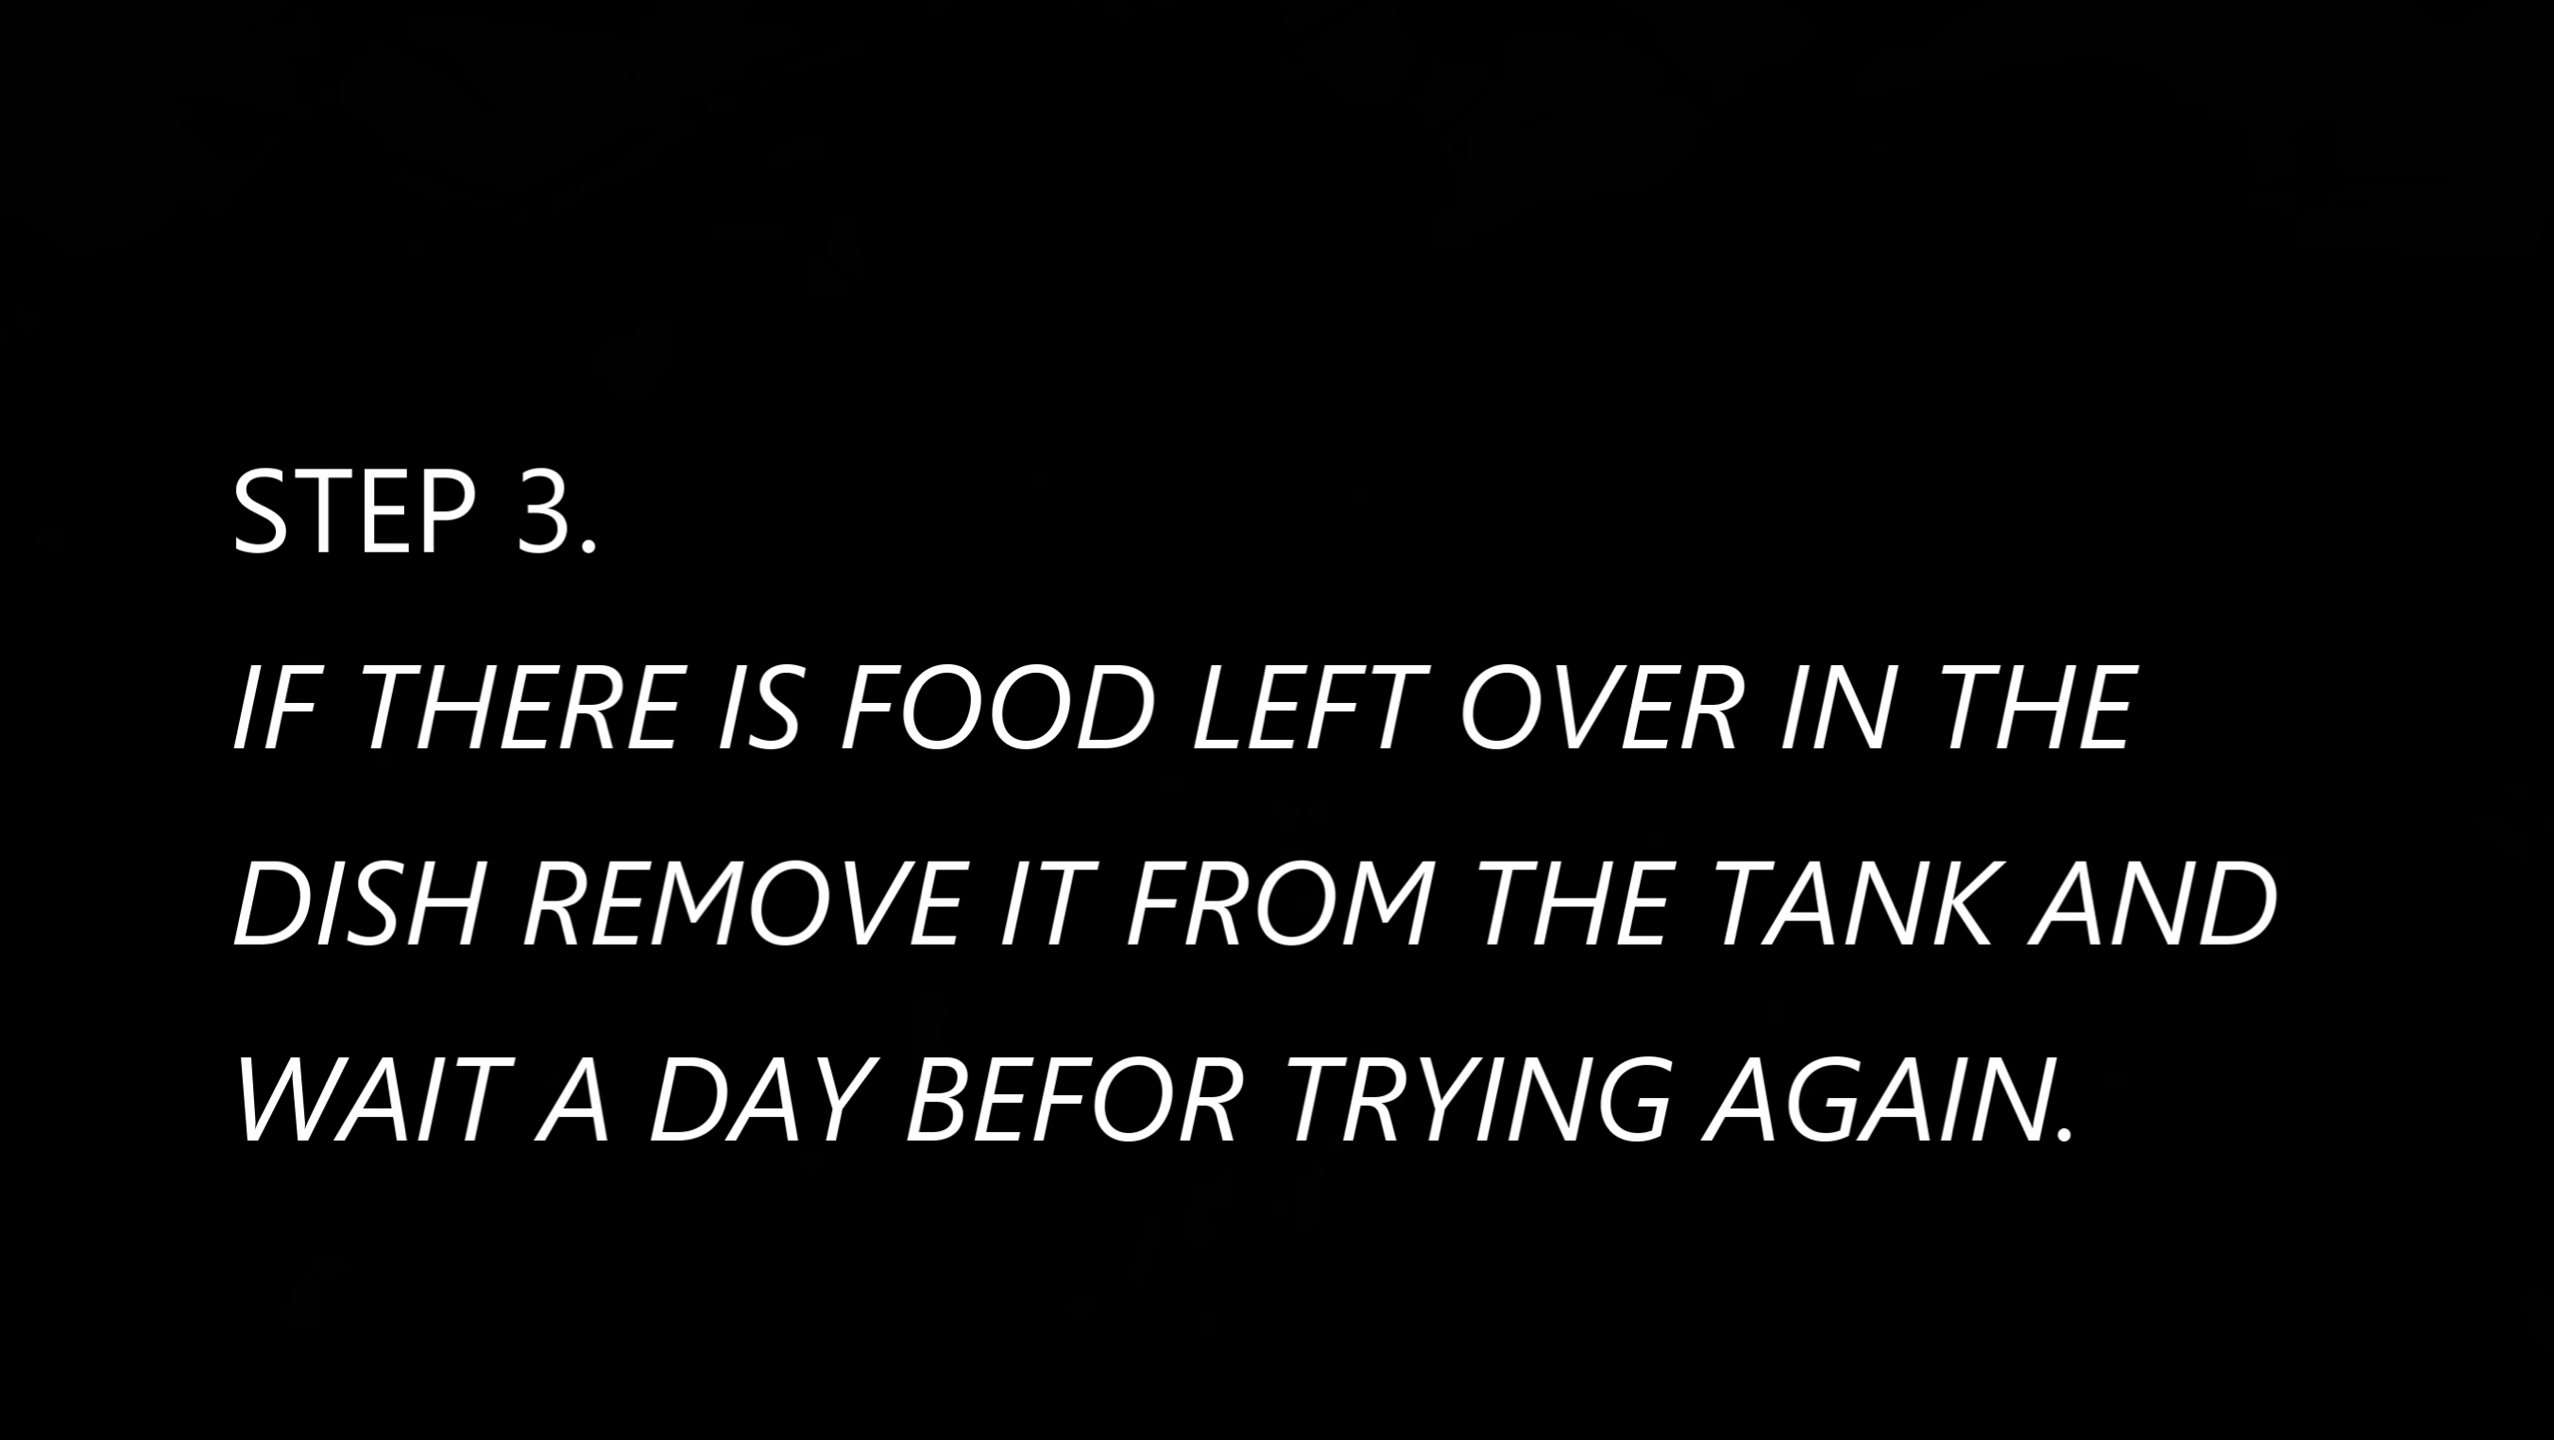 STEP 3.
IF THERE IS FOOD LEFT OVER IN THE
DISH REMOVE IT FROM THE TANK AND
WAIT A DAY BEFOR TRYING AGAIN.